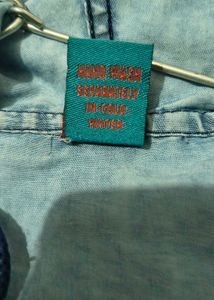 HAND WASH
SEPARATELY
IN COLD
WATER